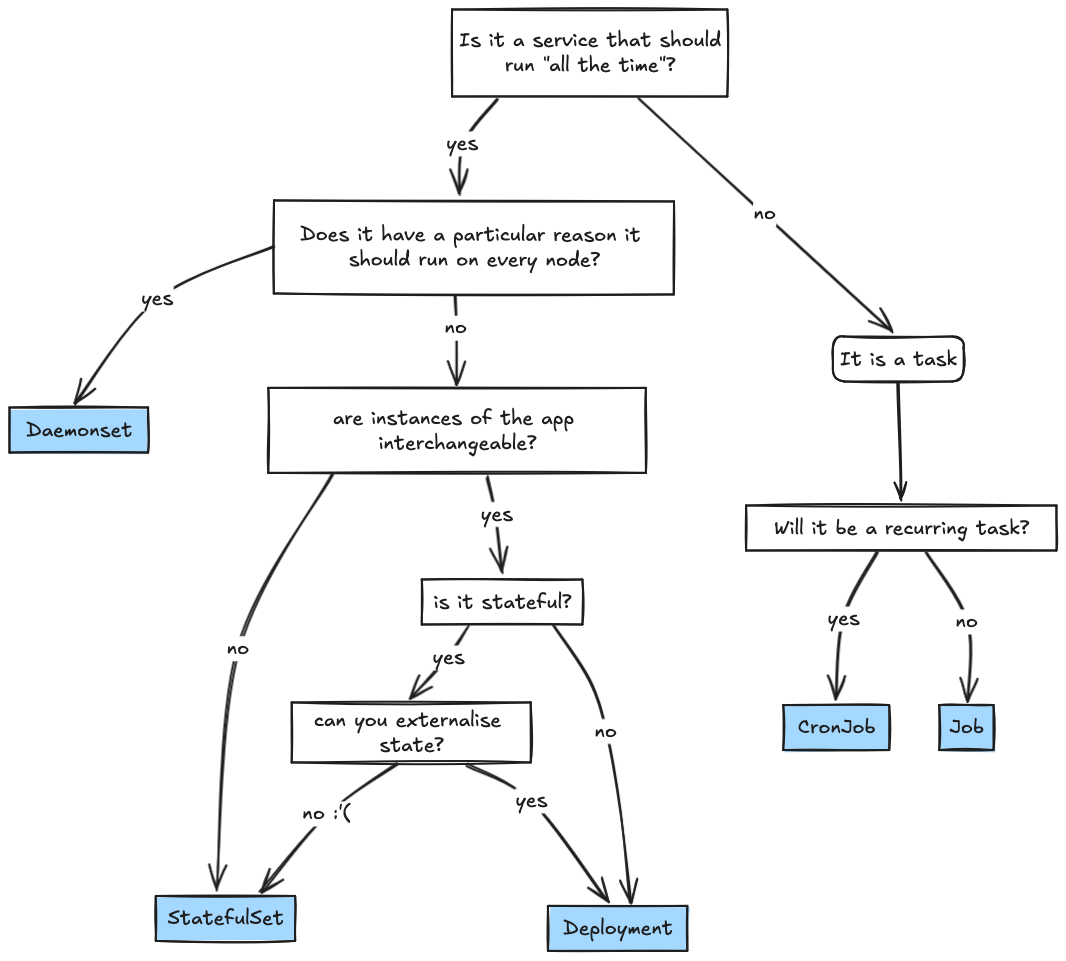 Is it a service that should
run "all the time"?
yes
no
Does it have a particular reason it
should run on every node?
yes
no
It is a task
Daemonset
are instances of the app
interchangeable?
yes
no
Will it be a recurring task?
is it stateful?
yes
no
yes
no
can you externalise
state?
CronJob
Job
no :'(
yes
StatefulSet
Deployment